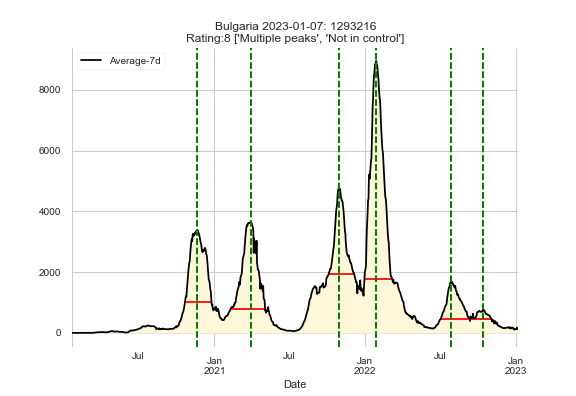 Bulgaria 2023-01-07: 1293216
Rating:8 ['Multiple peaks', 'Not in control']
Average-7d
8000
6000
4000
2000
0
Jul
Jan
2021
Jul
Jan
2022
Jul
Jan
2023
Date